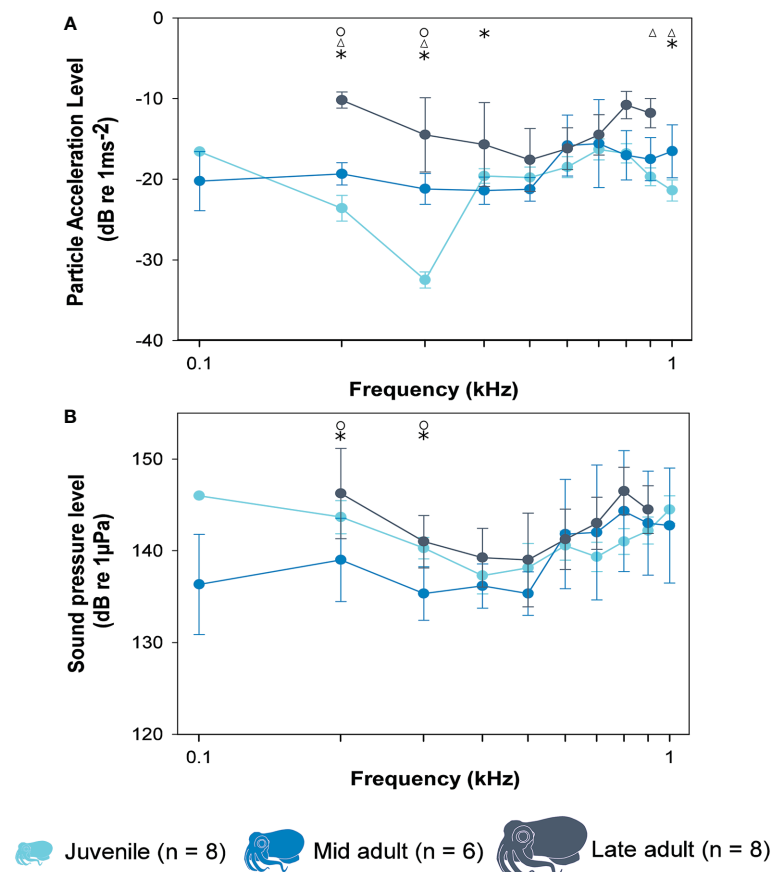 A
0
-10
-20
-30
-40
Particle Acceleration Level
(dB re 1ms-2)
0.1
1
Frequency (kHz)
B
150
140
130
120
Sound pressure level
(dB re 1µPa)
0.1
1
Frequency (kHz)
Juvenile (n = 8)
Mid adult (n = 6)
Late adult (n = 8)